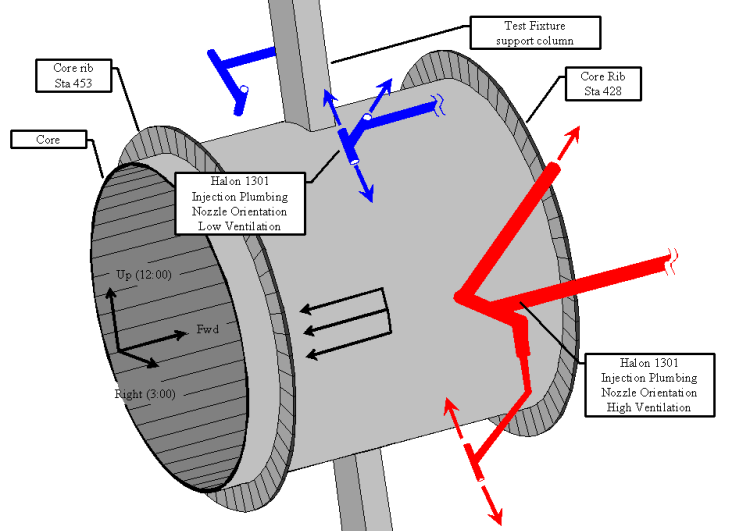 Test Fixture
support column
Core rib
Sta 453
Core Rib
Sta 428
Core
Halon 1301
Injection Plumbing
Nozzle Orientation
Low Ventilation
Up (12:00)
Fwd
Right (3:00)
Halon 1301
Injection Plumbing
Nozzle Orientation
High Ventilation